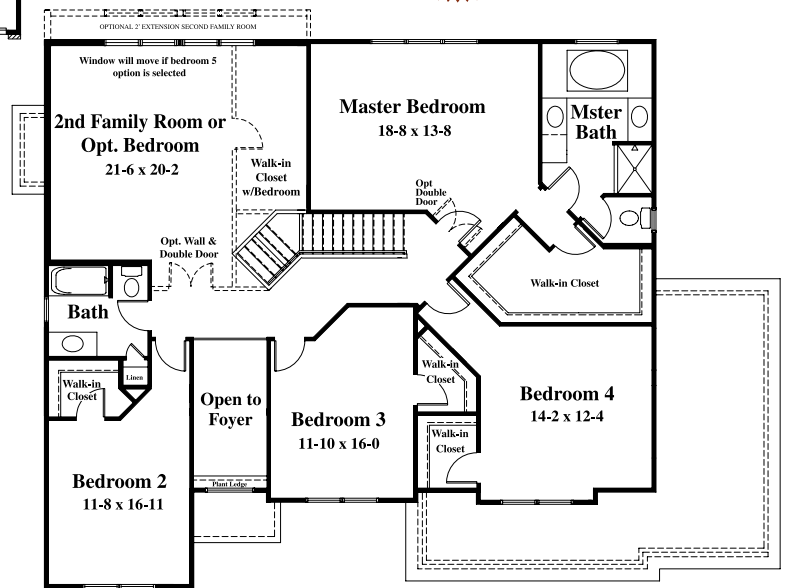 OPTIONAL 2' EXTENSION SECOND FAMILY ROOM
Window will move if bedroom 5
option is selected
2nd Family Room or
Opt. Bedroom
21-6 x 20-2
Walk-in
Closet
w/Bedroom
Opt. Wall &
Double Door
Master Bedroom
18-8 x 13-8
Opt
Double
Door
Mster
Bath
Walk-in Closet
Bath
Linen
Walk-in
Closet
Bedroom 2
11-8 x 16-11
Open to
Foyer
Plant Ledge
Bedroom 3
11-10 x 16-0
Walk-in
Closet
Walk-in
Closet
Bedroom 4
14-2 x 12-4